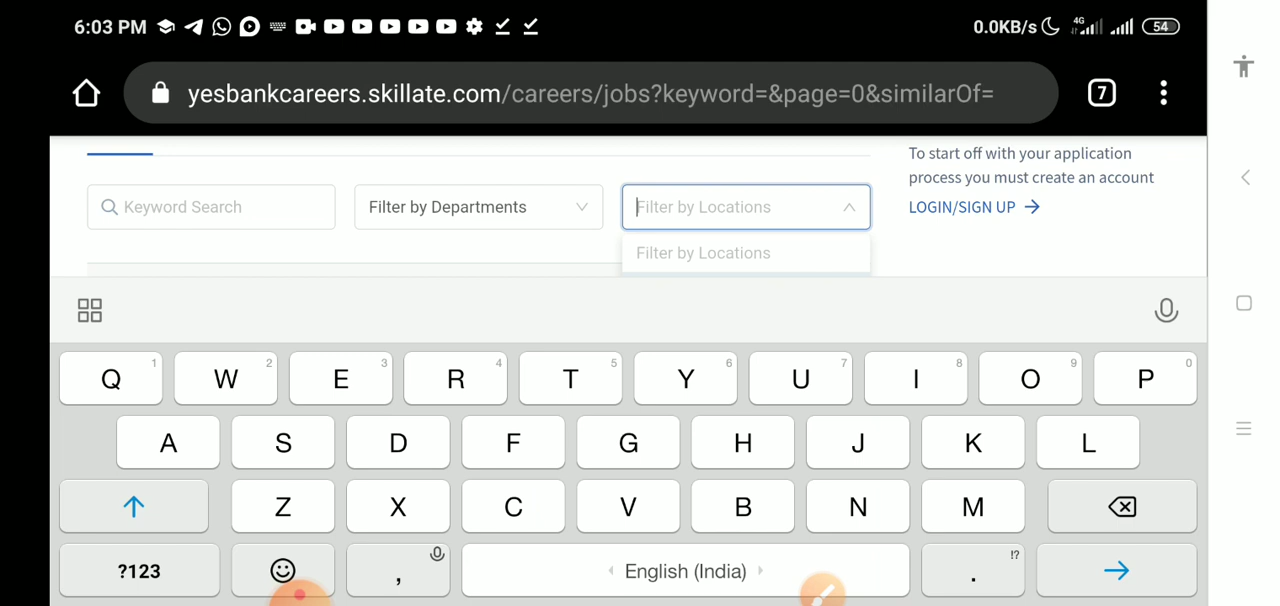 6:03 PM
0.0KB/s 4G 54
yesbankcareers.skillate.com/careers/jobs?keyword=&page=0&similarOf=
7
To start off with your application
process you must create an account
LOGIN/SIGN UP
Keyword Search
Filter by Departments
Filter by Locations
Filter by Locations
Q 1 W 2 E 3 R 4 T 5 Y 6 U 7 I 8 O 9 P 0
A S D F G H J K L
Z X C V B N M
?123 , English (India) . !?